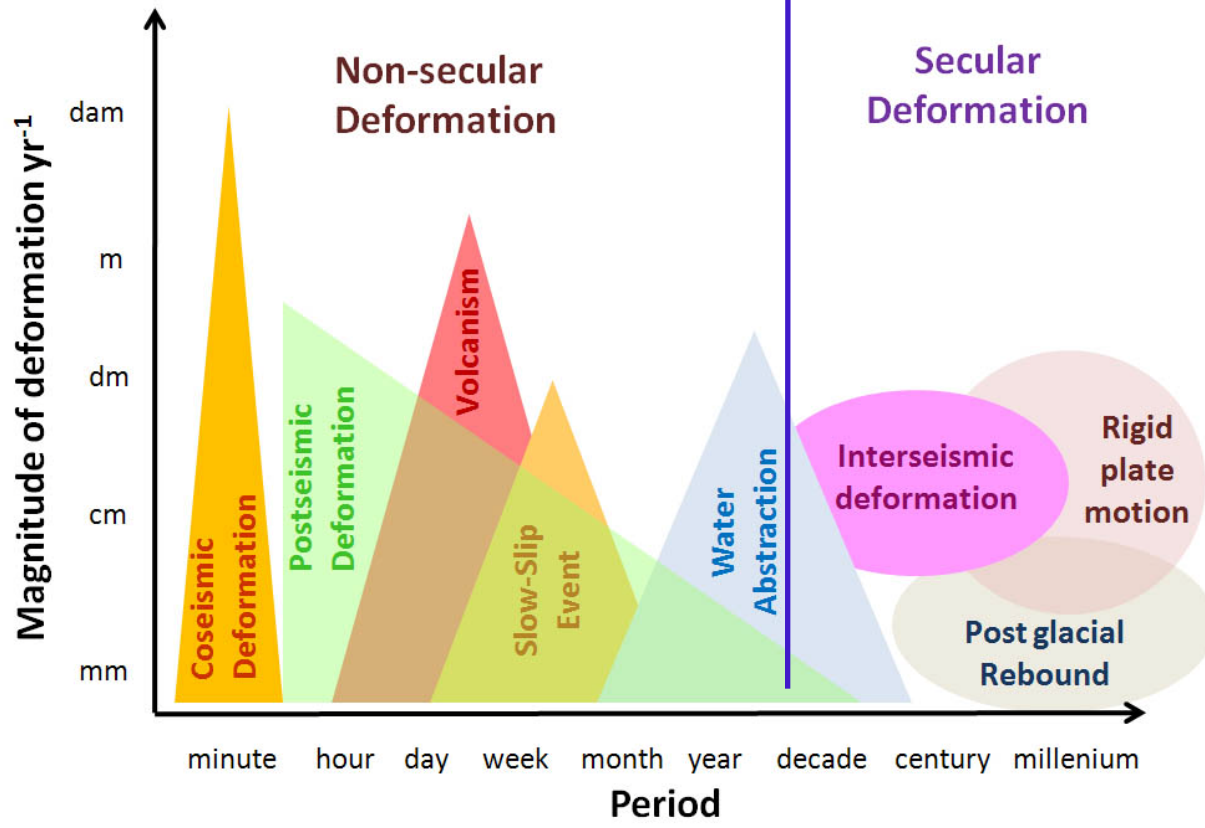 Non-secular
Deformation
Secular
Deformation
Magnitude of deformation yr⁻¹
dam
m
dm
cm
mm
Coseismic
Deformation
Postseismic
Deformation
Volcanism
Slow-Slip
Event
Water
Abstraction
Interseismic
deformation
Rigid
plate
motion
Post glacial
Rebound
minute hour day week month year decade century millenium
Period